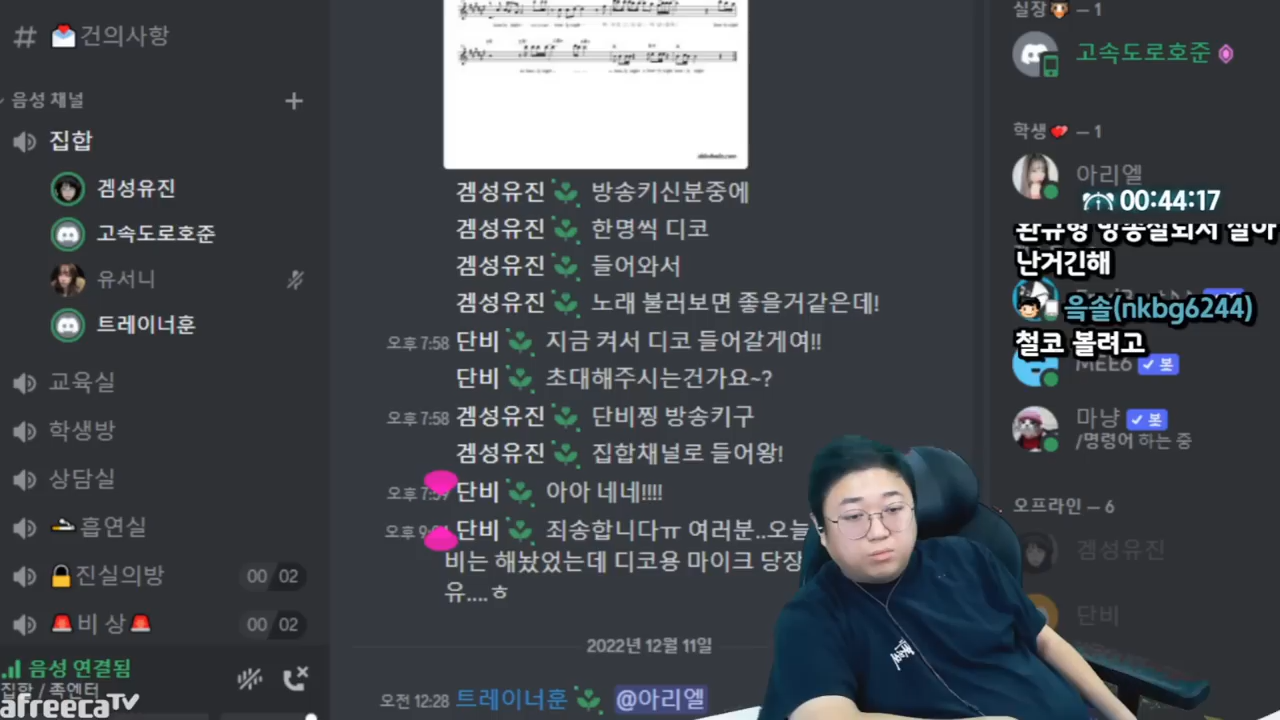 # 건의사항
음성 채널 +
집합
겜성유진
고속도로호준
유서니
트레이너훈
교육실
학생방
상담실
흡연실
진실의방 00 02
비 상 00 02
음성 연결됨
집합 / 족엔터
afreecaTV
겜성유진 방송키신분중에
겜성유진 한명씩 디코
겜성유진 들어와서
겜성유진 노래 불러보면 좋을거같은데!
오후 7:58 단비 지금 켜서 디코 들어갈게여!!
단비 초대해주시는건가요~?
오후 7:58 겜성유진 단비찡 방송키구
겜성유진 집합채널로 들어왕!
오후 단비 아아 네네!!!!
오후 단비 죄송합니다ㅠ 여러분..오늘
비는 해놨었는데 디코용 마이크 당장
유....ㅎ
2022년 12월 11일
오전 12:28 트레이너훈 @아리엘
실장 – 1
고속도로호준
학생 – 1
아리엘
00:44:17
난거긴해
윽솔(nkbg6244)
철코 볼려고
MEE6 봇
마냥 봇
/명령어 하는 중
오프라인 – 6
겜성유진
단비